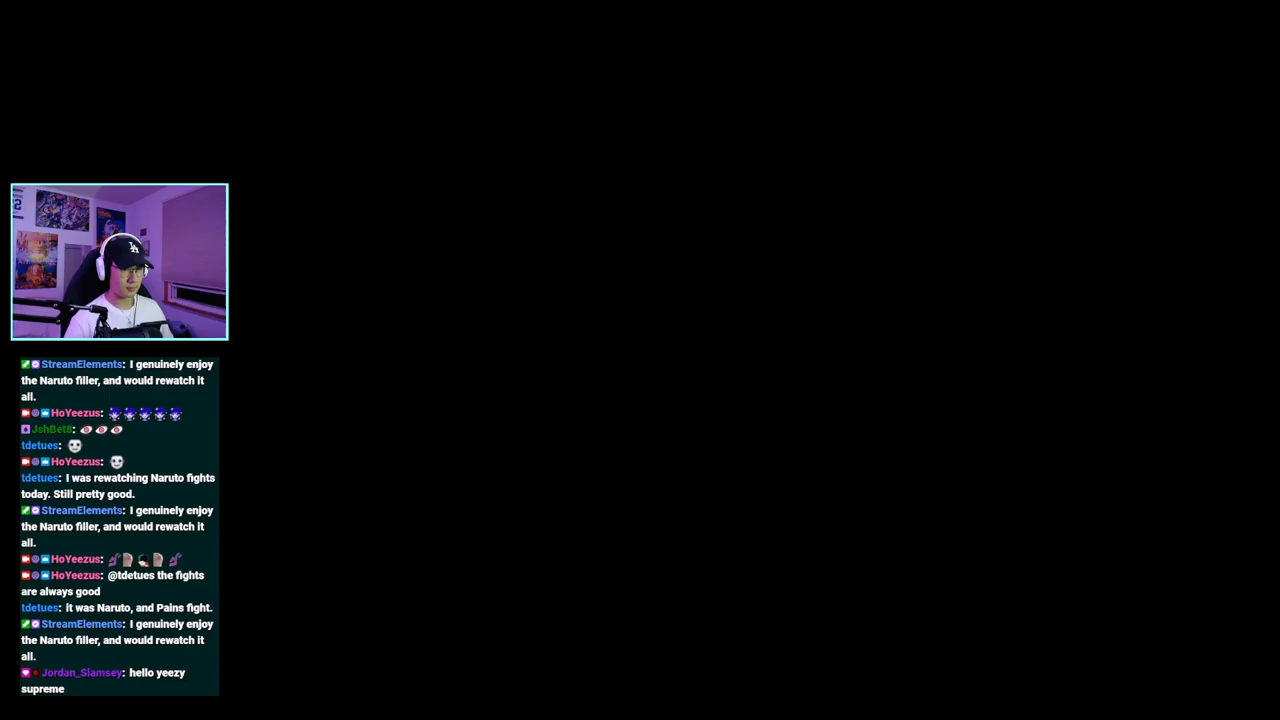 LA
StreamElements: I genuinely enjoy
the Naruto filler, and would rewatch it
all.
HoYeezus:
JshBet8:
tdetues:
HoYeezus:
tdetues: I was rewatching Naruto fights
today. Still pretty good.
StreamElements: I genuinely enjoy
the Naruto filler, and would rewatch it
all.
HoYeezus:
HoYeezus: @tdetues the fights
are always good
tdetues: it was Naruto, and Pains fight.
StreamElements: I genuinely enjoy
the Naruto filler, and would rewatch it
all.
Jordan_Slamsey: hello yeezy
supreme